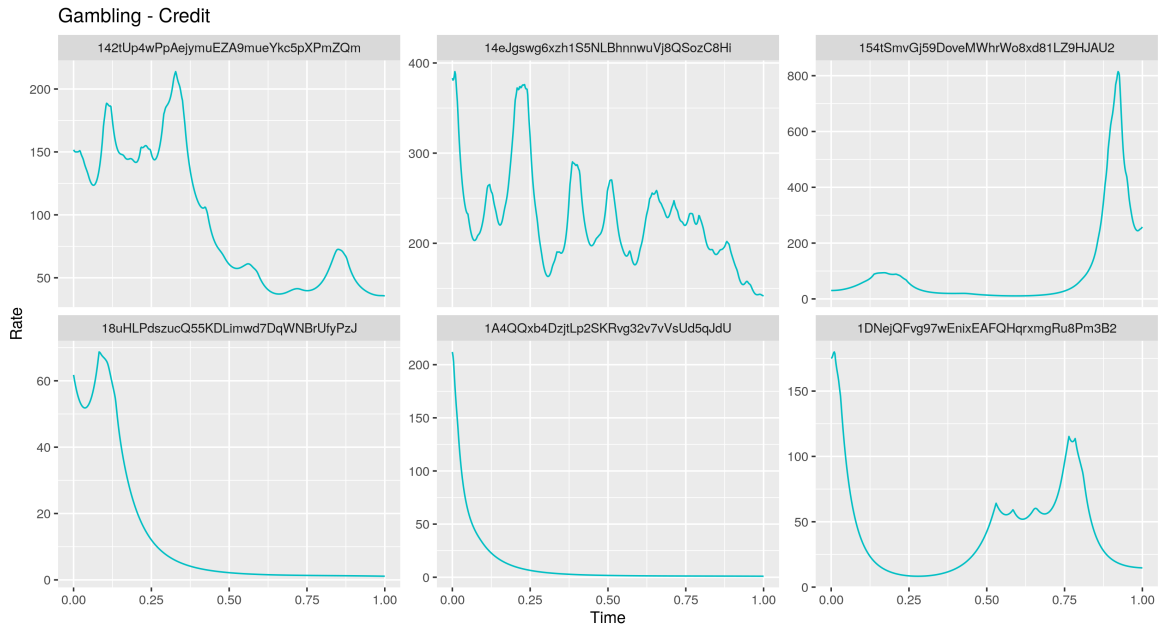 Gambling - Credit
142tUp4wPpAejymuEZA9mueYkc5pXPmZQm
14eJgswg6xzh1S5NLBhnnwuVj8QSozC8Hi
154tSmvGj59DoveMWhrWo8xd81LZ9HJAU2
200
150
100
50
400
300
200
800
600
400
200
0
Rate
18uHLPdszucQ55KDLimwd7DqWNBrUfyPzJ
1A4QQxb4DzjtLp2SKRvg32v7vVsUd5qJdU
1DNejQFvg97wEnixEAFQHqrxmgRu8Pm3B2
60
40
20
0
200
150
100
50
0
150
100
50
0
0.00 0.25 0.50 0.75 1.00
0.00 0.25 0.50 0.75 1.00
0.00 0.25 0.50 0.75 1.00
Time